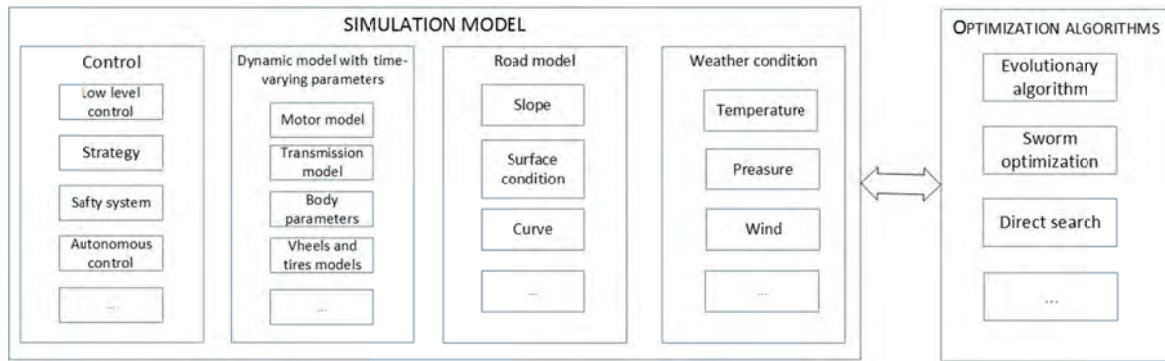 SIMULATION MODEL
Control
Low level
control
Strategy
Safty system
Autonomous
control
...
Dynamic model with time-
varying parameters
Motor model
Transmission
model
Body
parameters
Vheels and
tires models
...
Road model
Slope
Surface
condition
Curve
...
Weather condition
Temperature
Preasure
Wind
...
OPTIMIZATION ALGORITHMS
Evolutionary
algorithm
Sworm
optimization
Direct search
...